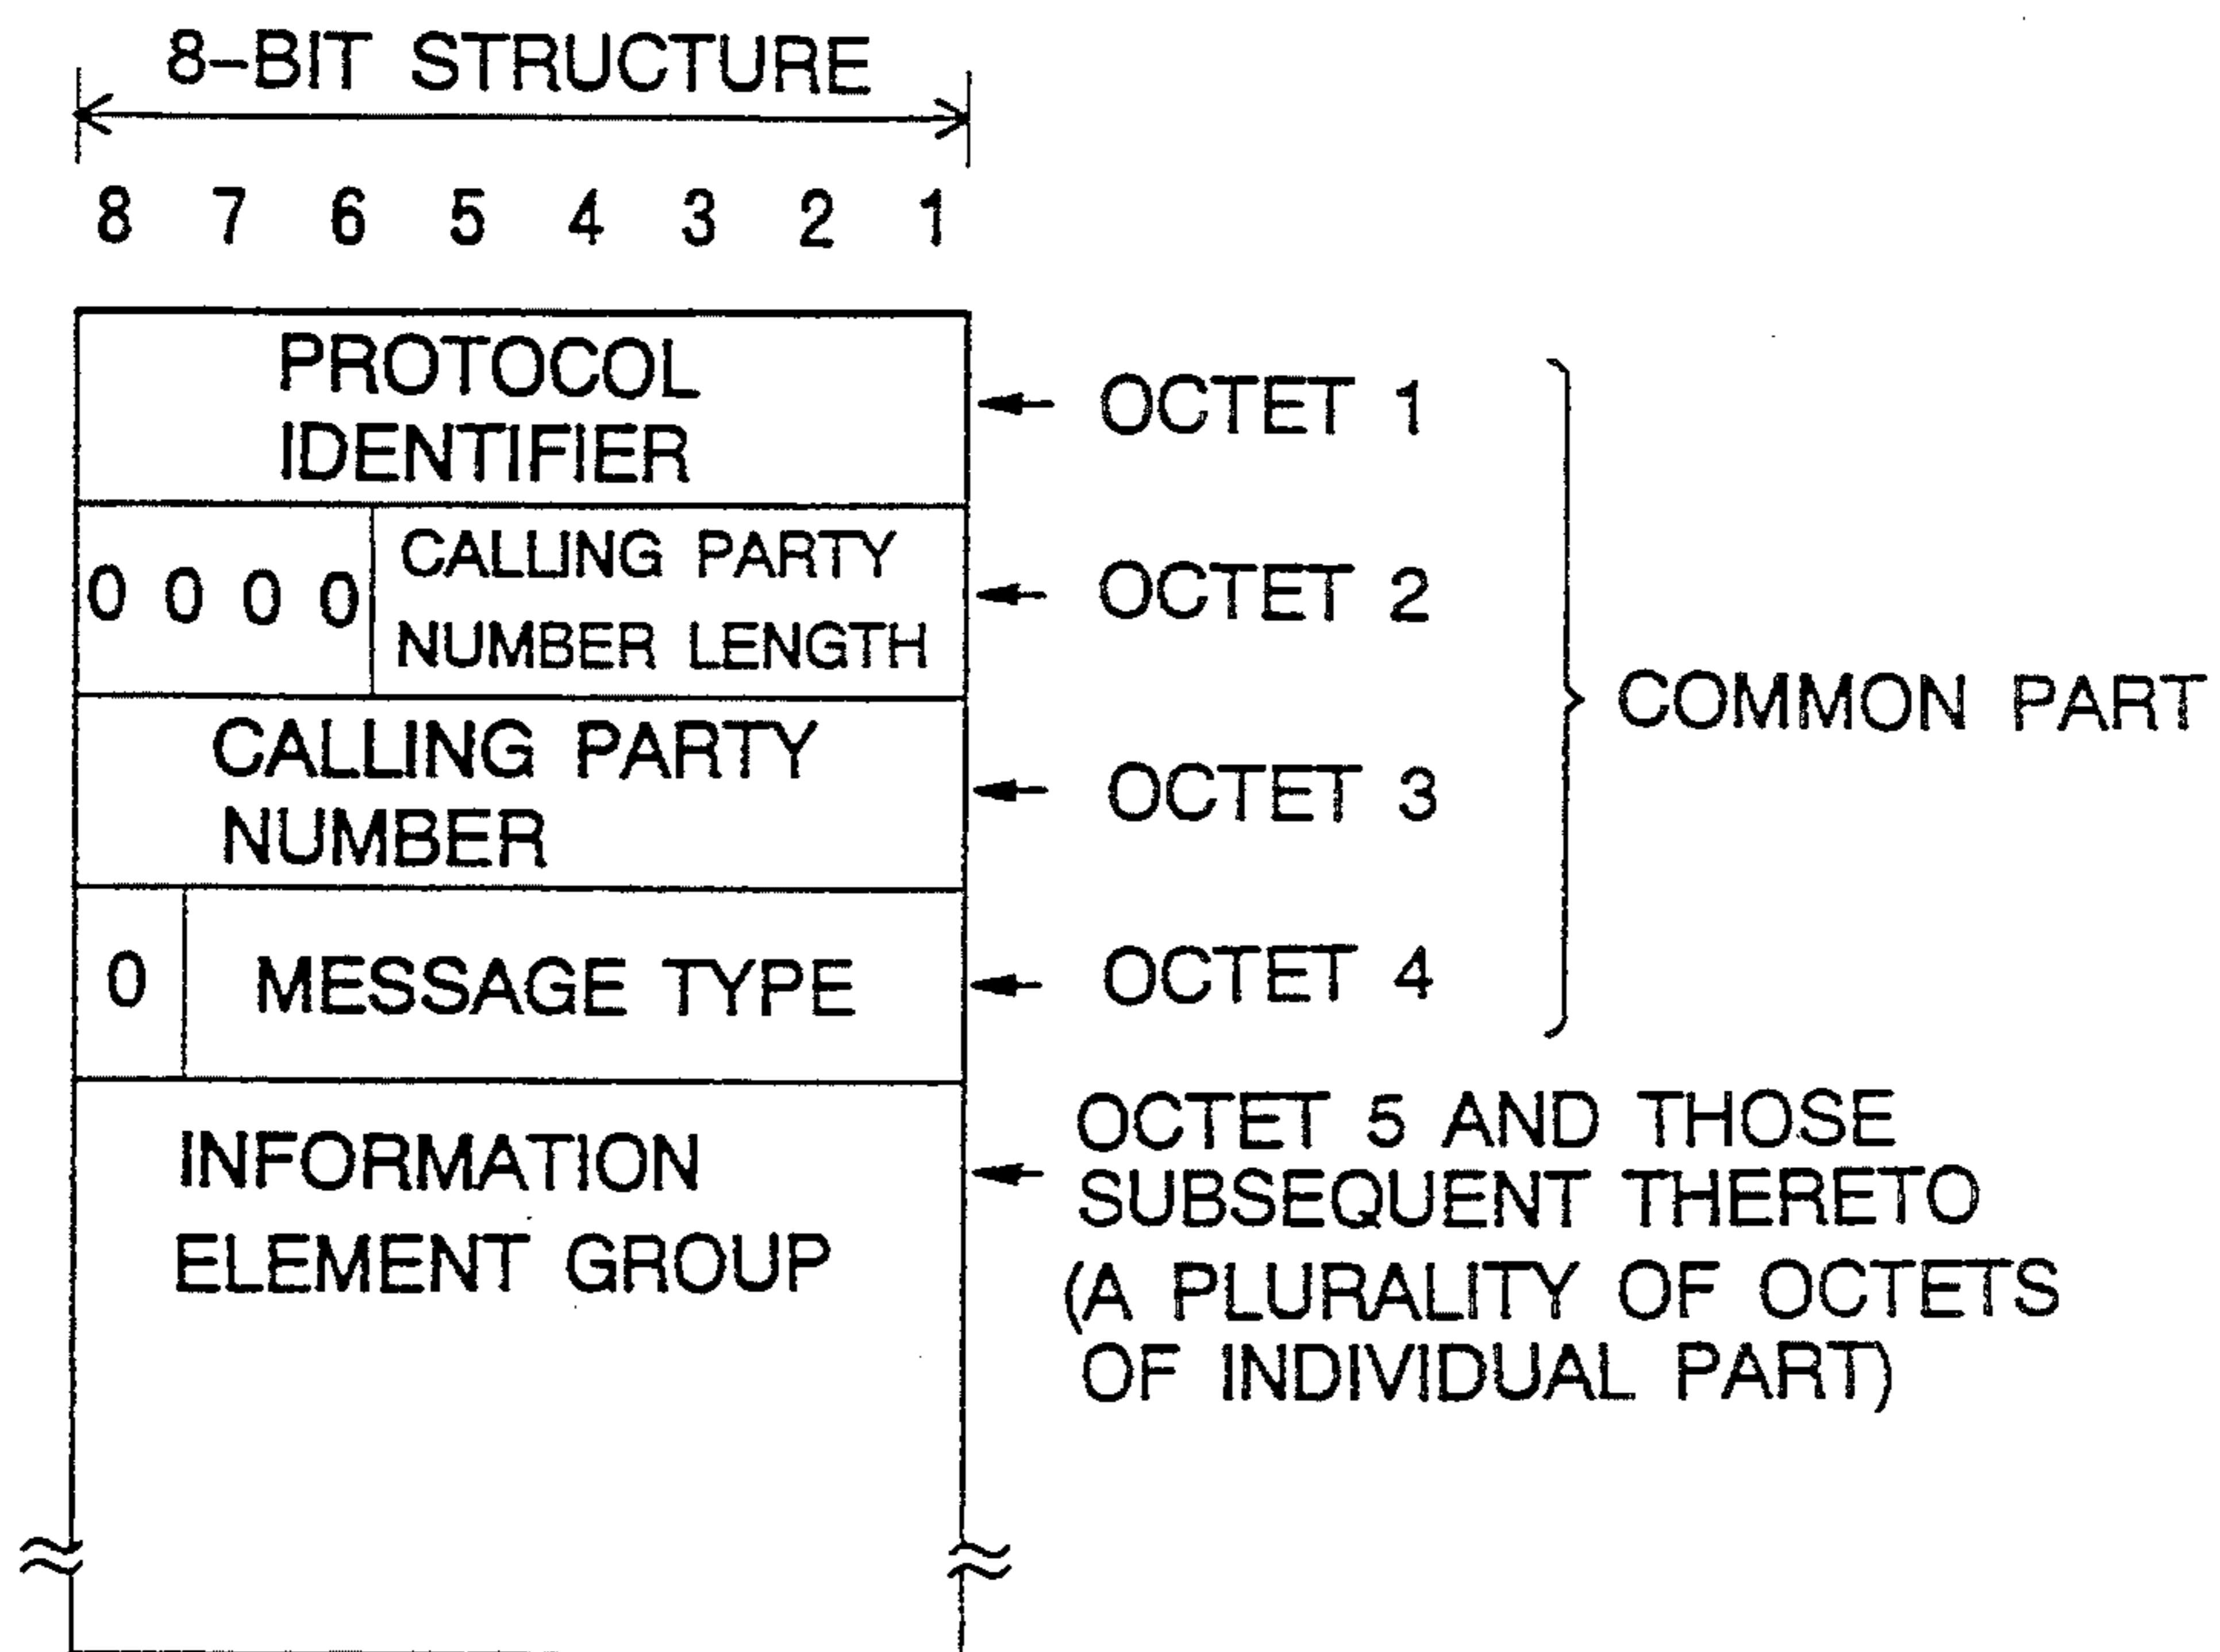 8-BIT STRUCTURE
8 7 6 5 4 3 2 1
PROTOCOL
IDENTIFIER
OCTET 1
0 0 0 0
CALLING PARTY
NUMBER LENGTH
OCTET 2
CALLING PARTY
NUMBER
OCTET 3
0
MESSAGE TYPE
OCTET 4
COMMON PART
INFORMATION
ELEMENT GROUP
OCTET 5 AND THOSE
SUBSEQUENT THERETO
(A PLURALITY OF OCTETS
OF INDIVIDUAL PART)